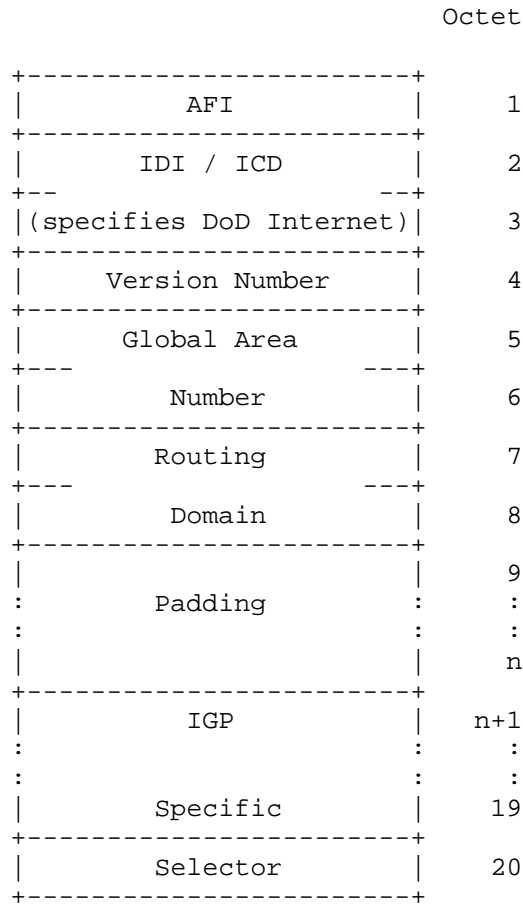 Octet
+-------------------------+
| AFI | 1
+-------------------------+
| IDI / ICD | 2
+-- --+
|(specifies DoD Internet)| 3
+-------------------------+
| Version Number | 4
+-------------------------+
| Global Area | 5
+--- ---+
| Number | 6
+-------------------------+
| Routing | 7
+--- ---+
| Domain | 8
+-------------------------+
| | 9
: Padding : :
: : :
| | n
+-------------------------+
| IGP | n+1
: : :
: : :
| Specific | 19
+-------------------------+
| Selector | 20
+-------------------------+